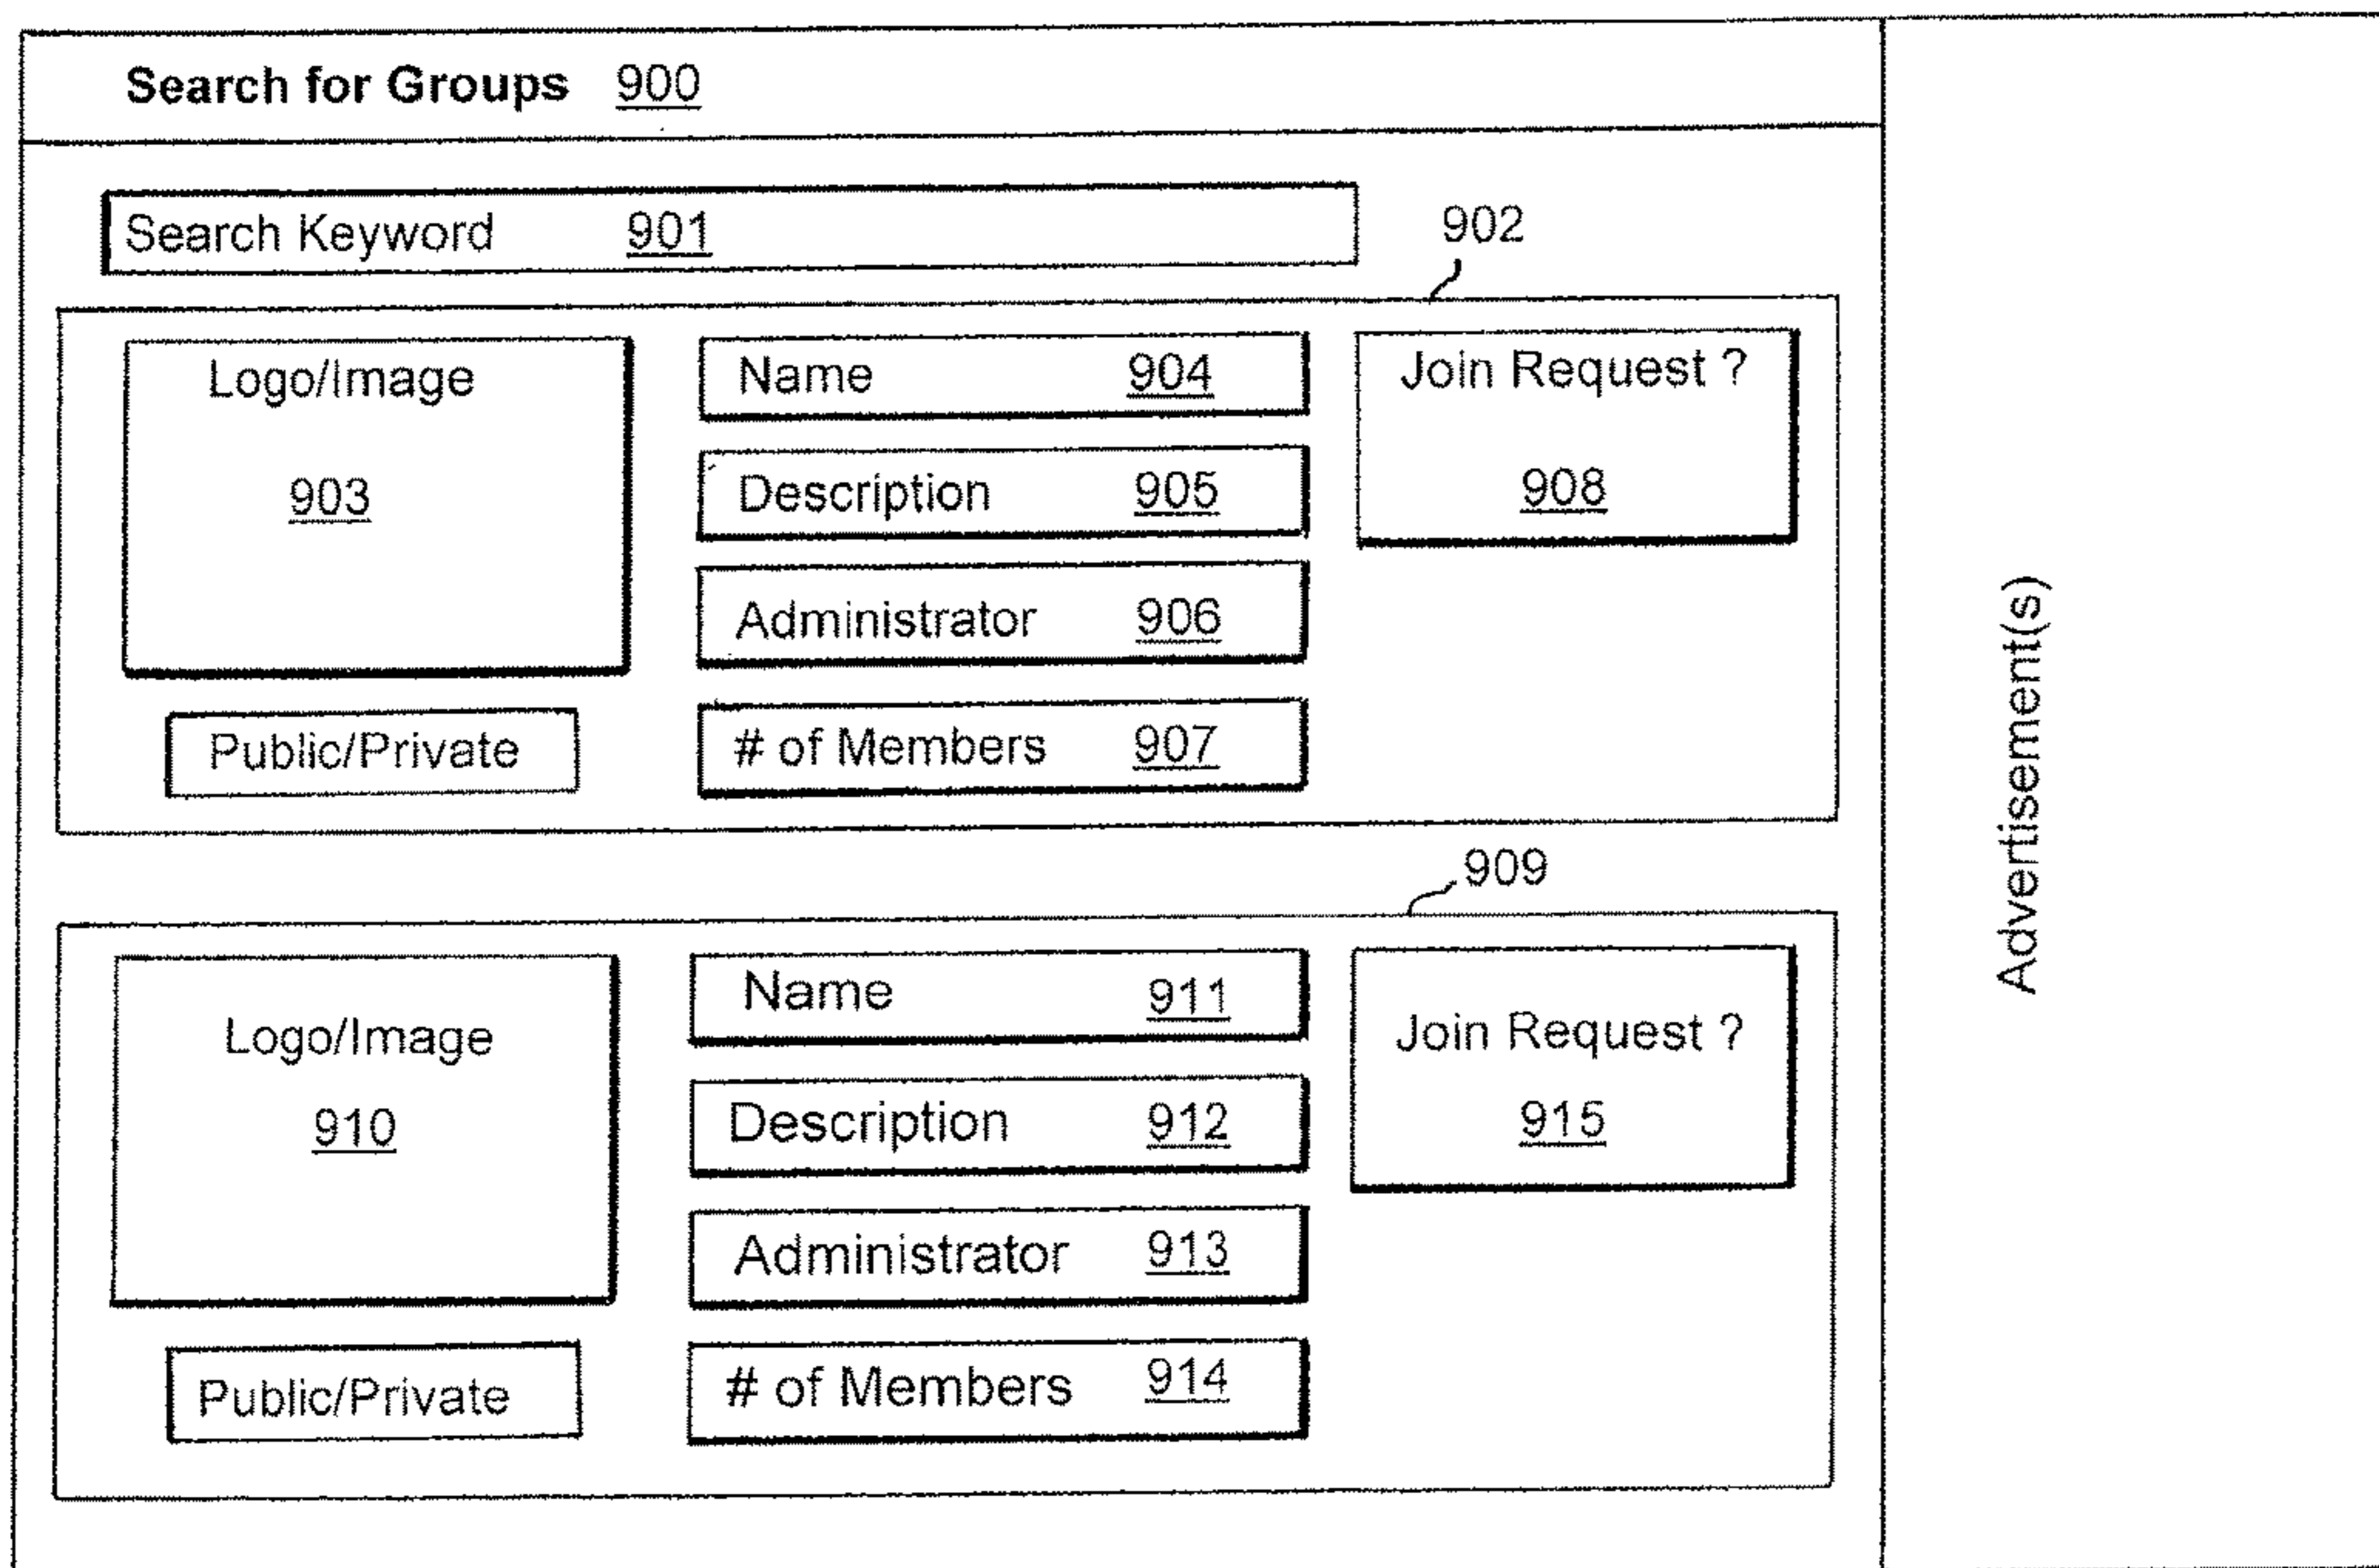 Search for Groups 900
Search Keyword 901
902
Logo/Image
903
Public/Private
Name 904
Description 905
Administrator 906
# of Members 907
Join Request ?
908
909
Logo/Image
910
Public/Private
Name 911
Description 912
Administrator 913
# of Members 914
Join Request ?
915
Advertisement(s)